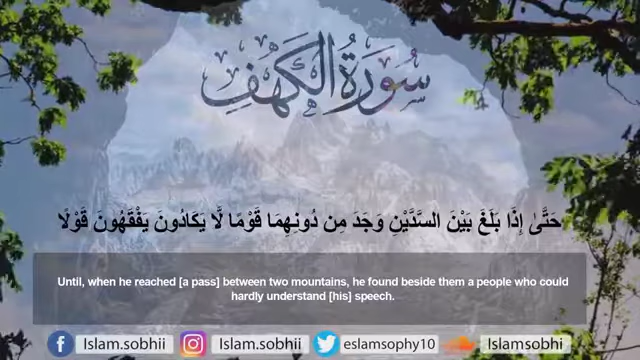 سورة الكهف
حَتَّىٰ إِذَا بَلَغَ بَيْنَ السَّدَّيْنِ وَجَدَ مِن دُونِهِمَا قَوْمًا لَّا يَكَادُونَ يَفْقَهُونَ قَوْلًا
Until, when he reached [a pass] between two mountains, he found beside them a people who could
hardly understand [his] speech.
Islam.sobhii Islam.sobhii eslamsophy10 Islamsobhi